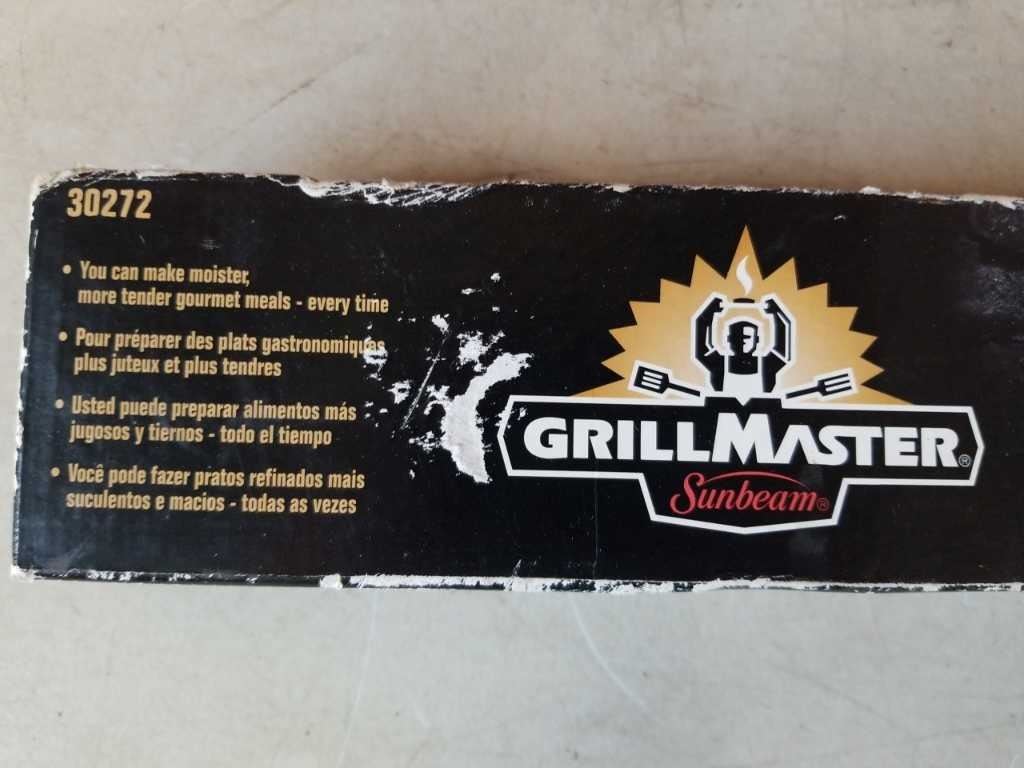 30272
• You can make moister,
more tender gourmet meals - every time
• Pour préparer des plats gastronomiques
plus juteux et plus tendres
• Usted puede preparar alimentos más
jugosos y tiernos - todo el tiempo
• Você pode fazer pratos refinados mais
suculentos e macios - todas as vezes
GRILLMASTER®
Sunbeam®